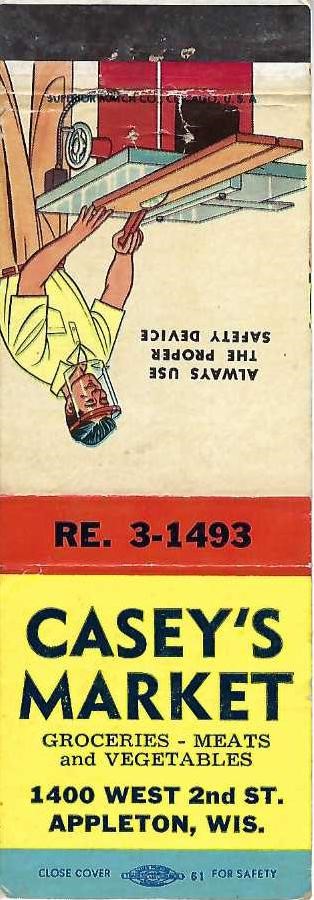 SUPERIOR MATCH CO., CHICAGO, U.S.A.
ALWAYS USE
THE PROPER
SAFETY DEVICE
RE. 3-1493
CASEY'S
MARKET
GROCERIES - MEATS
and VEGETABLES
1400 WEST 2nd ST.
APPLETON, WIS.
CLOSE COVER 61 FOR SAFETY